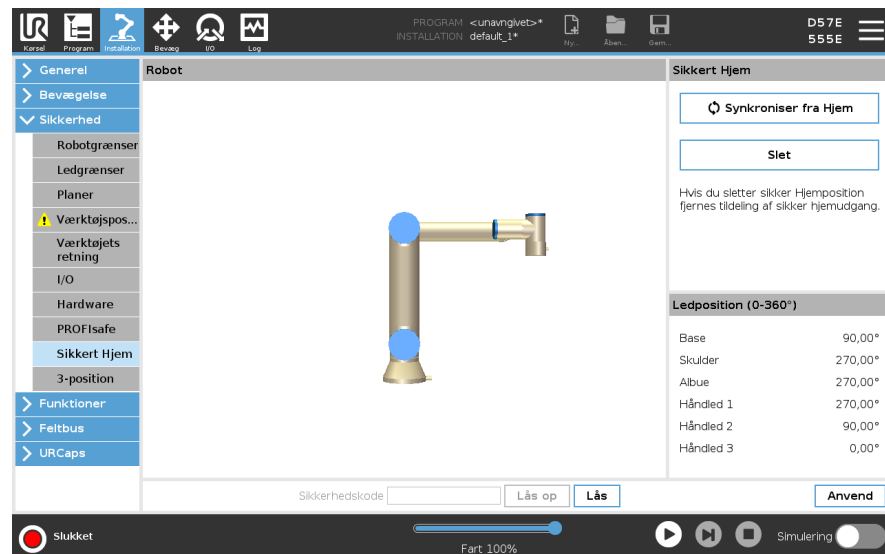 PROGRAM <unavngivet>*
INSTALLATION default_1*
Kørsel Program Installation Bevæg I/O Log
Ny... Åben... Gem...
D57E
555E
Generel
Bevægelse
Sikkerhed
Robotgrænser
Ledgrænser
Planer
Værktøjspos...
Værktøjets
retning
I/O
Hardware
PROFIsafe
Sikkert Hjem
3-position
Funktioner
Feltbus
URCaps
Robot
Sikkert Hjem
Synkroniser fra Hjem
Slet
Hvis du sletter sikker Hjemposition
fjernes tildeling af sikker hjemudgang.
Ledposition (0-360°)
Base 90,00°
Skulder 270,00°
Albue 270,00°
Håndled 1 270,00°
Håndled 2 90,00°
Håndled 3 0,00°
Sikkerhedskode Lås op Lås Anvend
Slukket
Fart 100%
Simulering